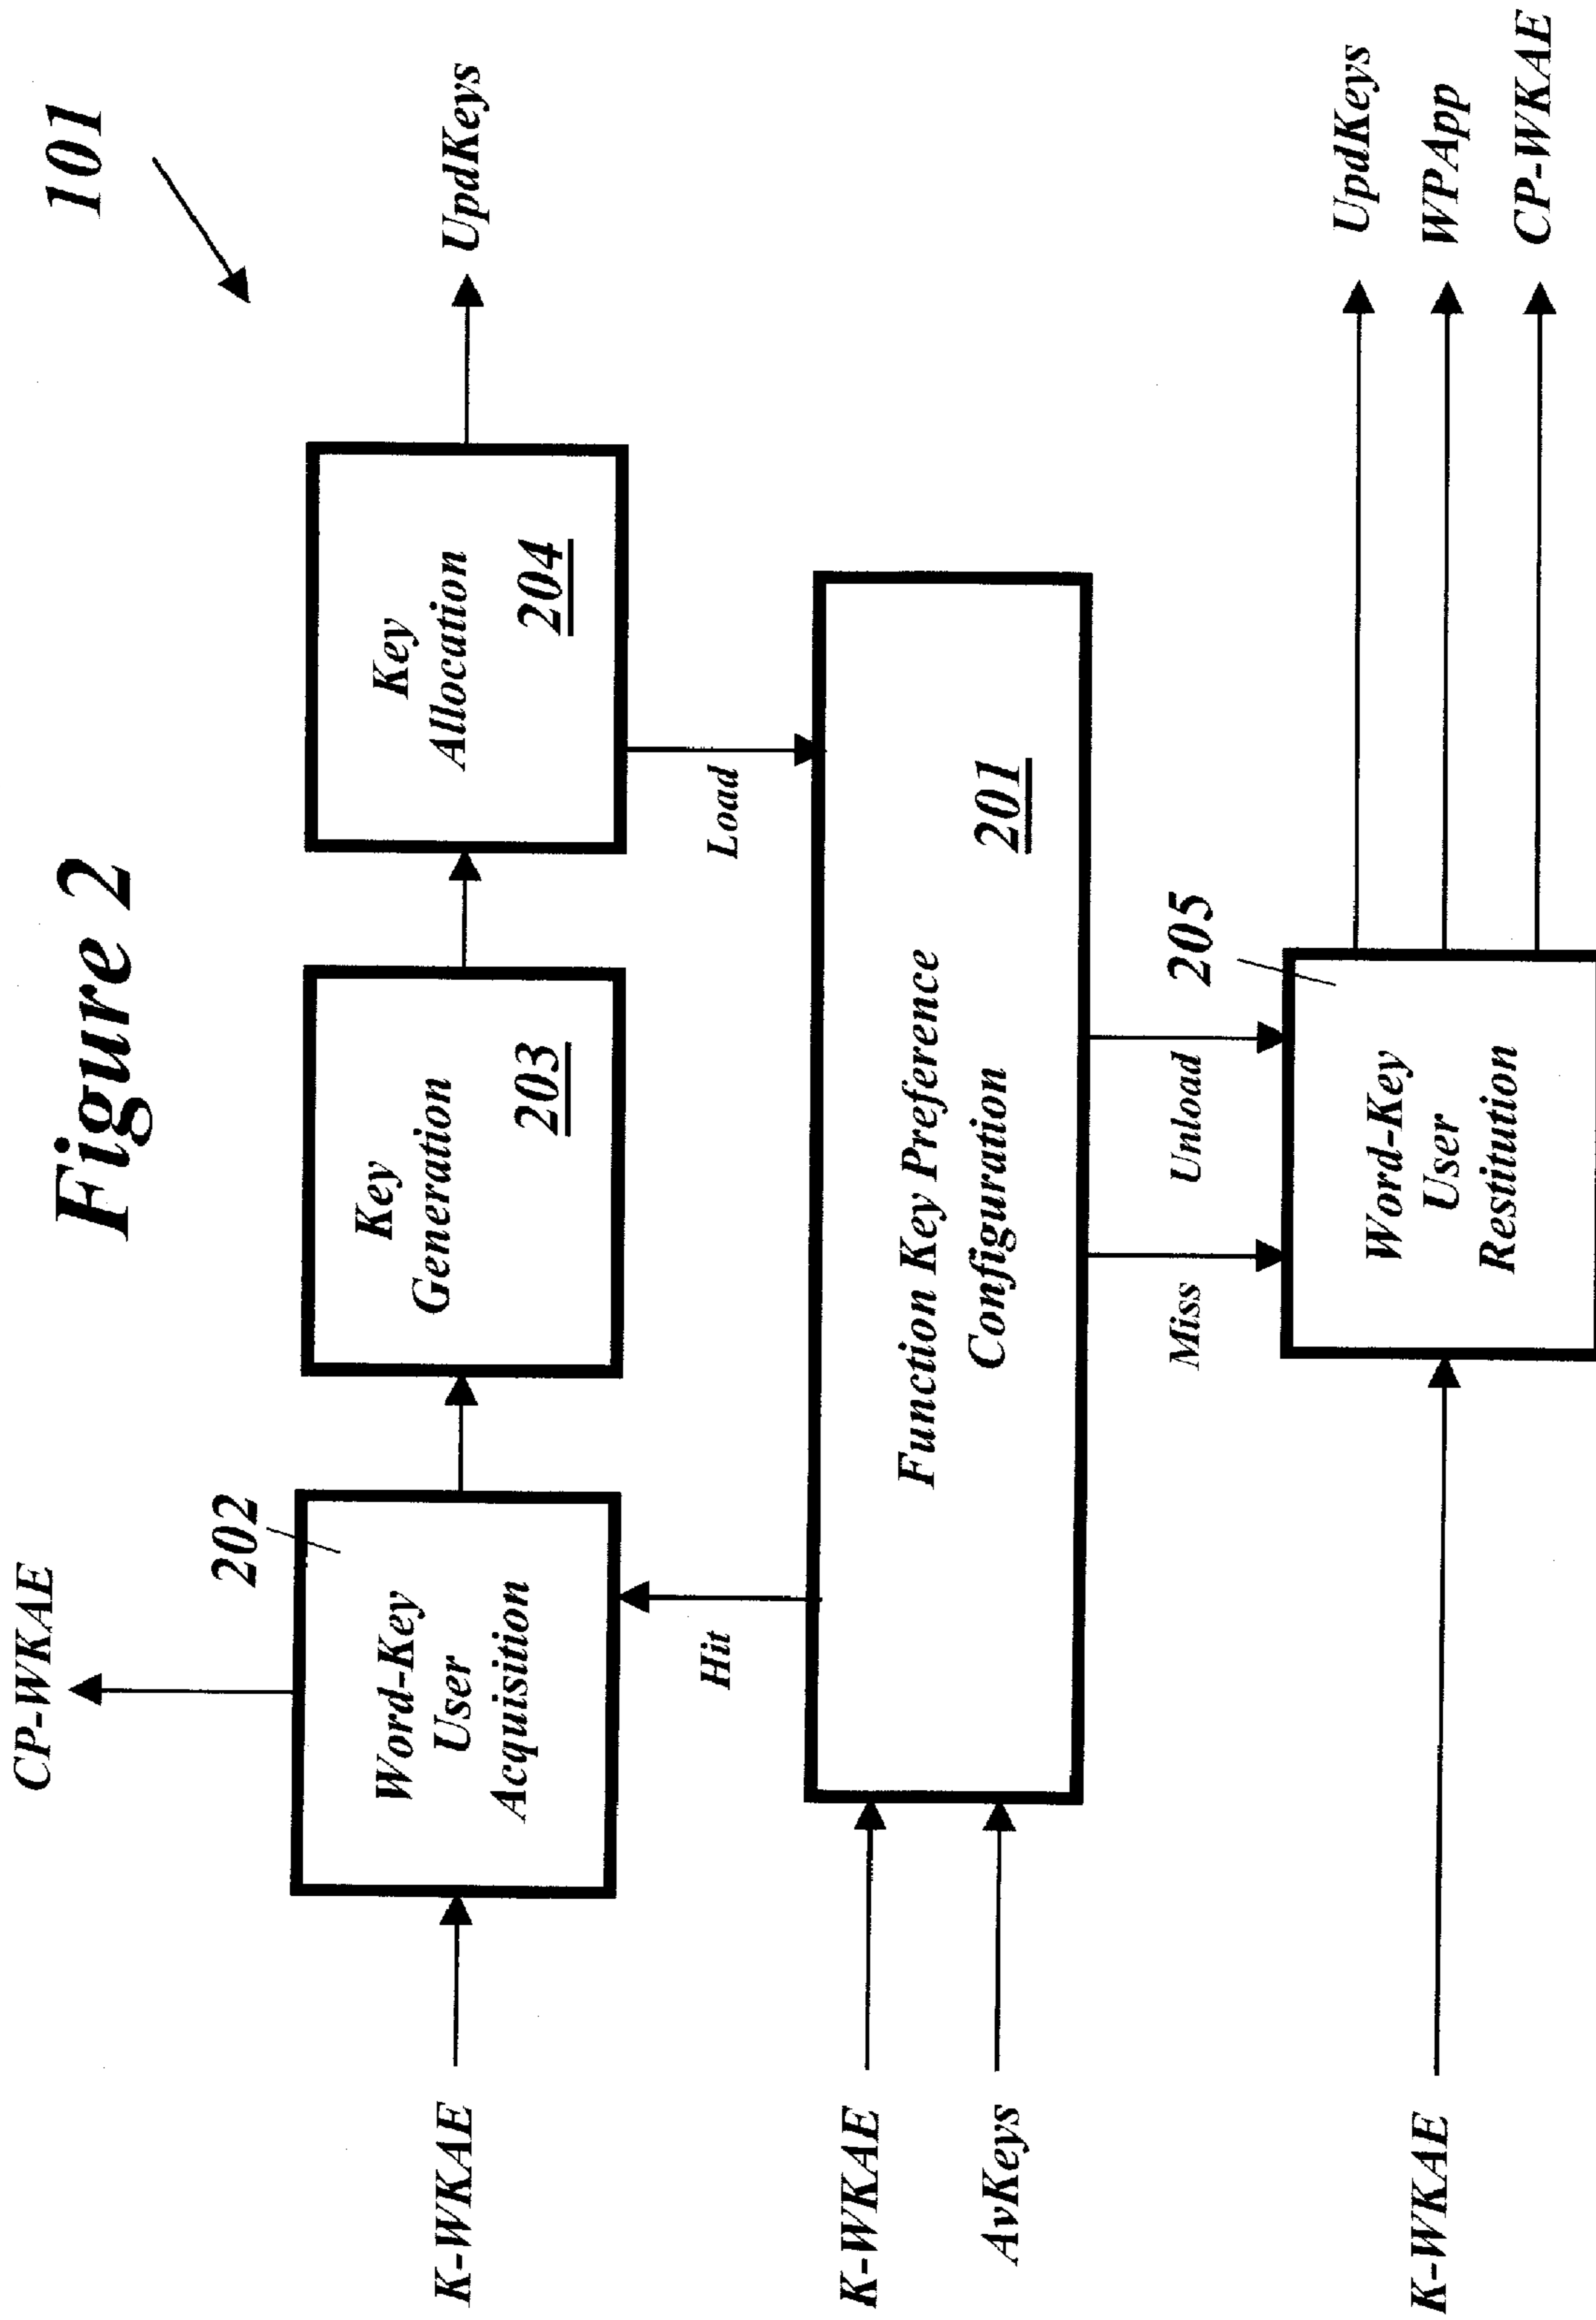 Figure 2
101
CP-WKAE
202
K-WKAE
Word-Key
User
Acquisition
Key
Generation
203
Key
Allocation
204
UpdKeys
Hit
Load
K-WKAE
AvKeys
Function Key Preference
Configuration
201
Miss
Unload
205
K-WKAE
Word-Key
User
Restitution
UpdKeys
WPApp
CP-WKAE